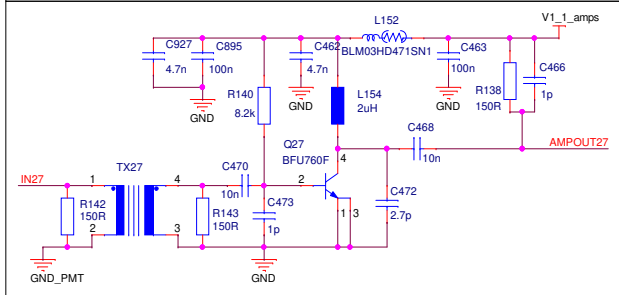 V1_1_amps
L152
BLM03HD471SN1
C927
4.7n
C895
100n
C462
4.7n
C463
100n
C466
1p
R138
150R
R140
8.2k
L154
2uH
GND
GND
GND
Q27
BFU760F
C468
10n
AMPOUT27
IN27
TX27
1
4
2
3
C470
10n
2
4
1
3
R142
150R
R143
150R
C473
1p
C472
2.7p
GND_PMT
GND